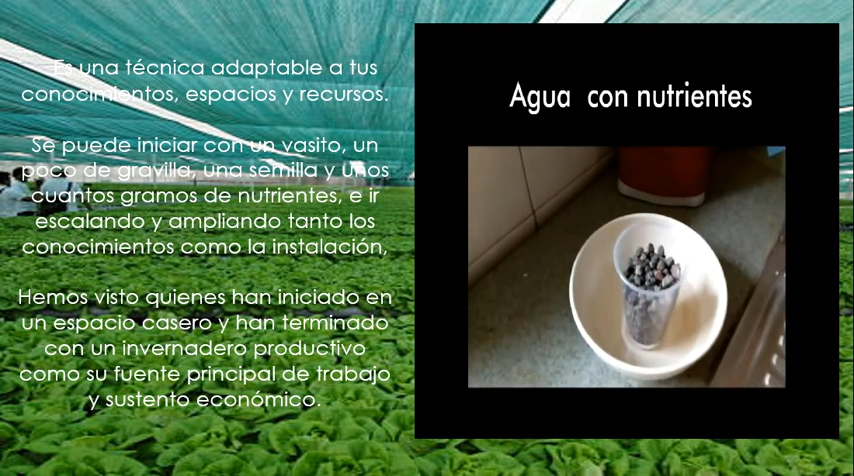 Es una técnica adaptable a tus
conocimientos, espacios y recursos.
Se puede iniciar con un vasito, un
poco de gravilla, una semilla y unos
cuantos gramos de nutrientes, e ir
escalando y ampliando tanto los
conocimientos como la instalación,
Hemos visto quienes han iniciado en
un espacio casero y han terminado
con un invernadero productivo
como su fuente principal de trabajo
y sustento económico.
Agua con nutrientes